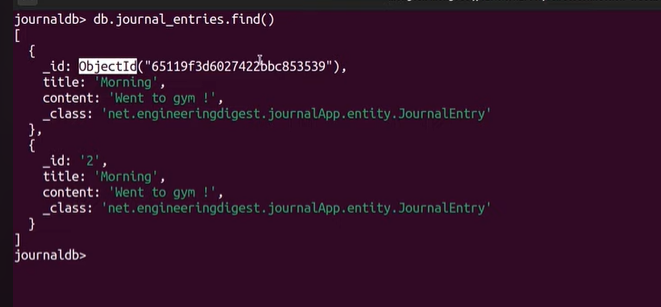 journaldb> db.journal_entries.find()
[
  {
    _id: ObjectId("65119f3d6027422bbc853539"),
    title: 'Morning',
    content: 'Went to gym !',
    _class: 'net.engineeringdigest.journalApp.entity.JournalEntry'
  },
  {
    _id: '2',
    title: 'Morning',
    content: 'Went to gym !',
    _class: 'net.engineeringdigest.journalApp.entity.JournalEntry'
  }
]
journaldb>